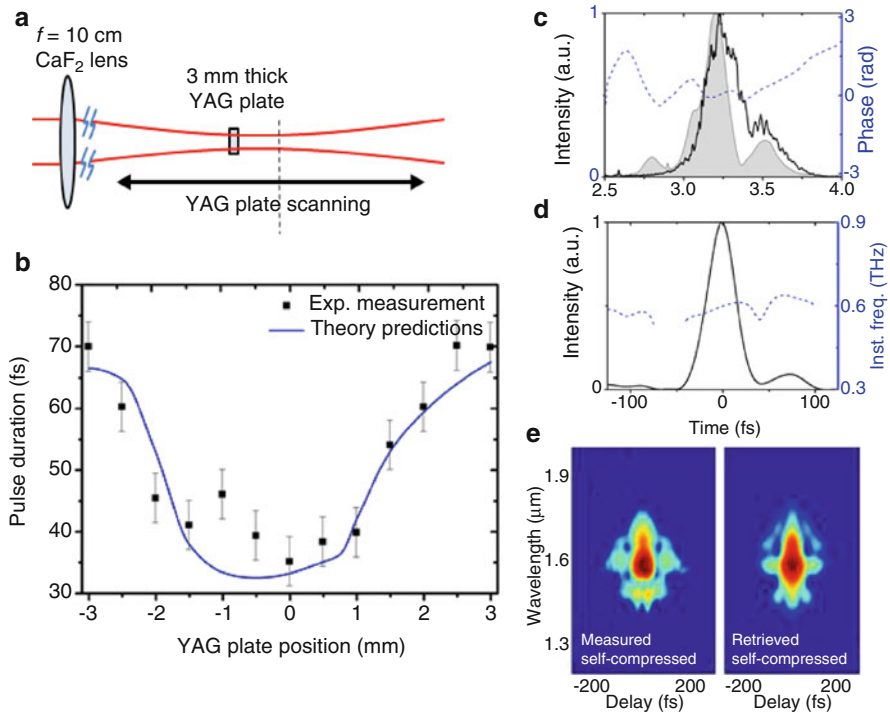 a
f = 10 cm
CaF2 lens
3 mm thick
YAG plate
YAG plate scanning
b
80
70
60
50
40
30
Pulse duration (fs)
Exp. measurement
Theory predictions
-3
-2
-1
0
1
2
3
YAG plate position (mm)
c
1
0
Intensity (a.u.)
3
0
-3
Phase (rad)
2.5
3.0
3.5
4.0
d
1
0
Intensity (a.u.)
0.9
0.6
0.3
Inst. freq. (THz)
-100
0
100
Time (fs)
e
1.9
1.6
1.3
Wavelength (μm)
Measured
self-compressed
Retrieved
self-compressed
-200
200
-200
200
Delay (fs)
Delay (fs)